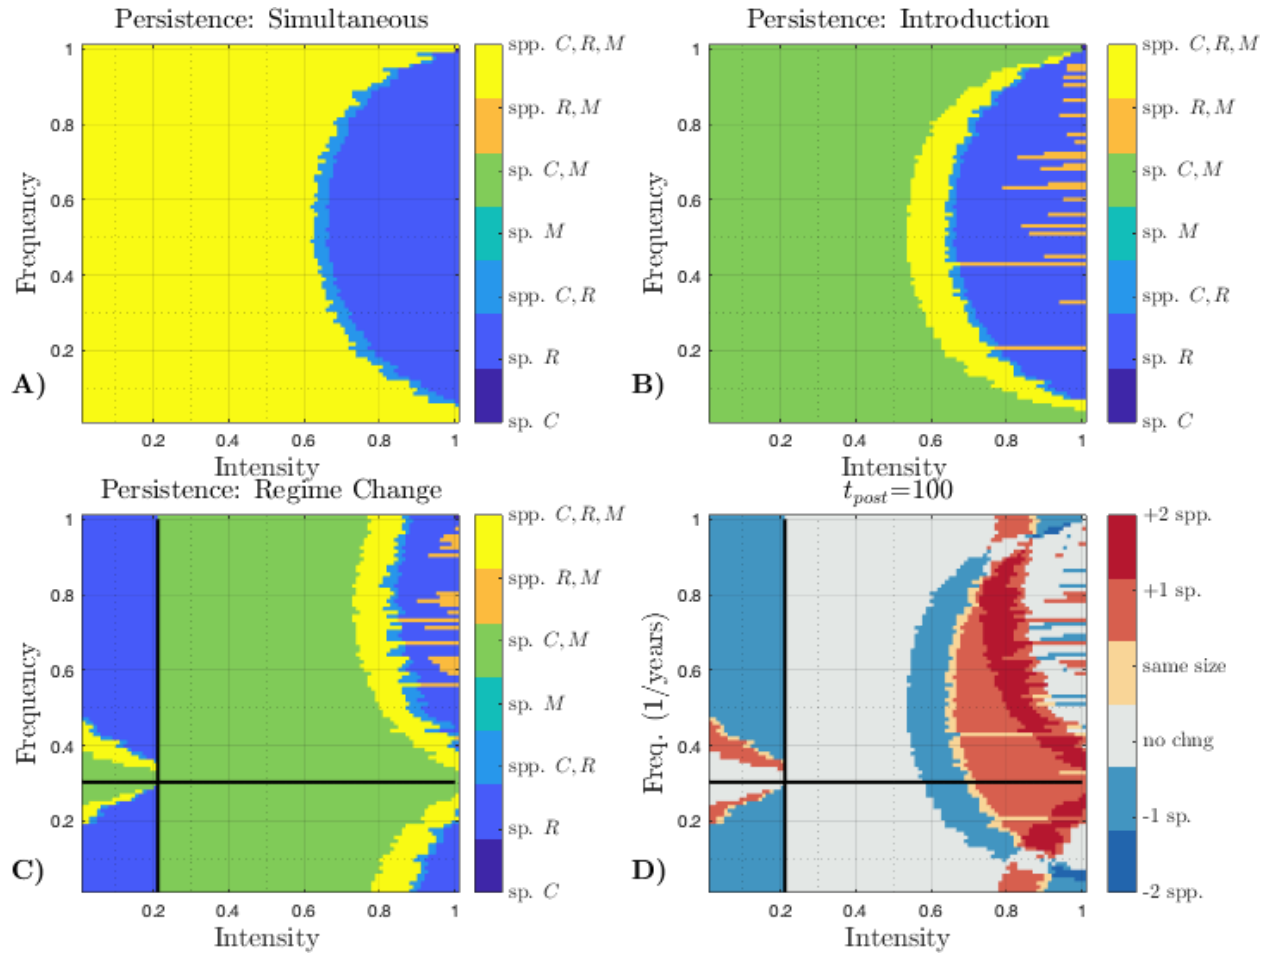 Persistence: Simultaneous
1
0.8
0.6
0.4
0.2
Frequency
0.2 0.4 0.6 0.8 1
Intensity
A)
spp. C,R,M
spp. R,M
sp. C,M
sp. M
spp. C,R
sp. R
sp. C
Persistence: Introduction
1
0.8
0.6
0.4
0.2
Frequency
0.2 0.4 0.6 0.8 1
Intensity
B)
spp. C,R,M
spp. R,M
sp. C,M
sp. M
spp. C,R
sp. R
sp. C
Persistence: Regime Change
1
0.8
0.6
0.4
0.2
Frequency
0.2 0.4 0.6 0.8 1
Intensity
C)
spp. C,R,M
spp. R,M
sp. C,M
sp. M
spp. C,R
sp. R
sp. C
tpost=100
1
0.8
0.6
0.4
0.2
Freq. (1/years)
0.2 0.4 0.6 0.8 1
Intensity
D)
+2 spp.
+1 sp.
same size
no chng
-1 sp.
-2 spp.